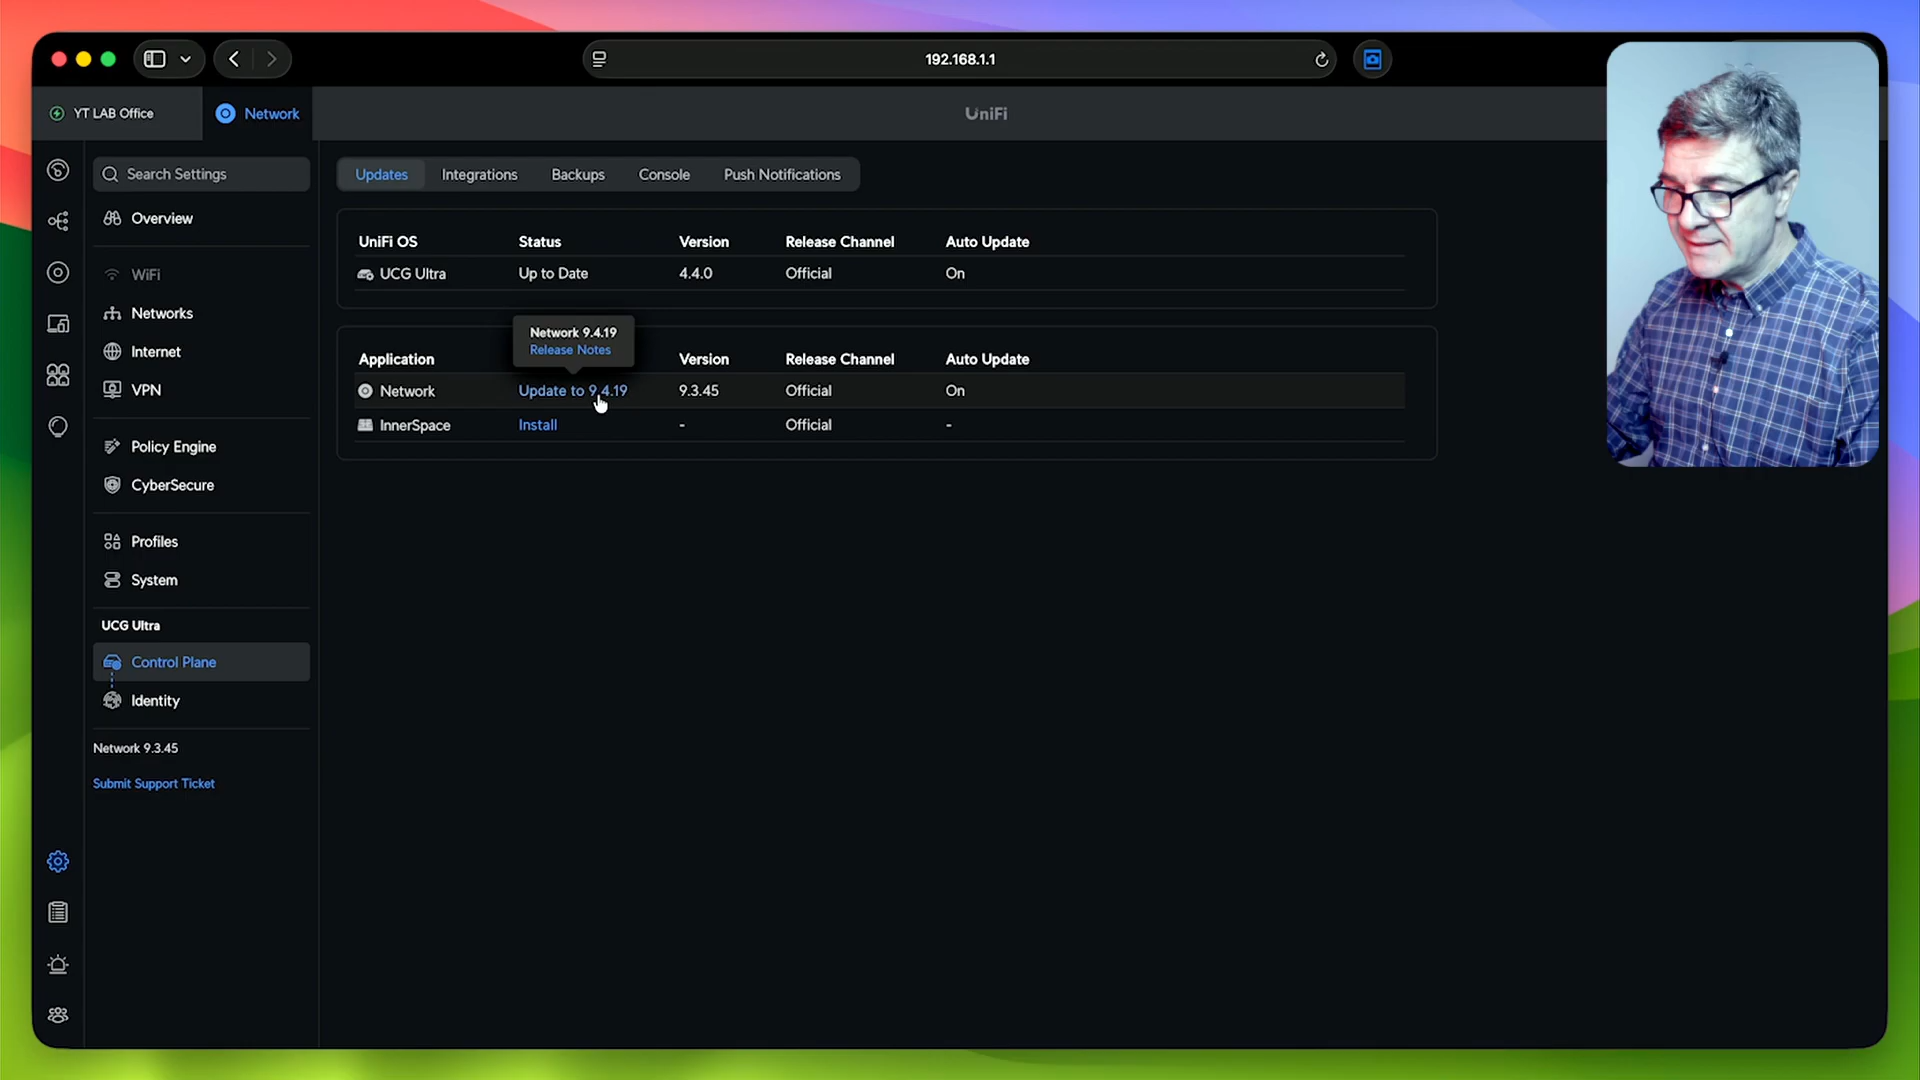 192.168.1.1
YT LAB Office
Network
UniFi
Search Settings
Overview
WiFi
Networks
Internet
VPN
Policy Engine
CyberSecure
Profiles
System
UCG Ultra
Control Plane
Identity
Network 9.3.45
Submit Support Ticket
Updates Integrations Backups Console Push Notifications
UniFi OS Status Version Release Channel Auto Update
UCG Ultra Up to Date 4.4.0 Official On
Network 9.4.19
Release Notes
Application Version Release Channel Auto Update
Network Update to 9.4.19 9.3.45 Official On
InnerSpace Install - Official -